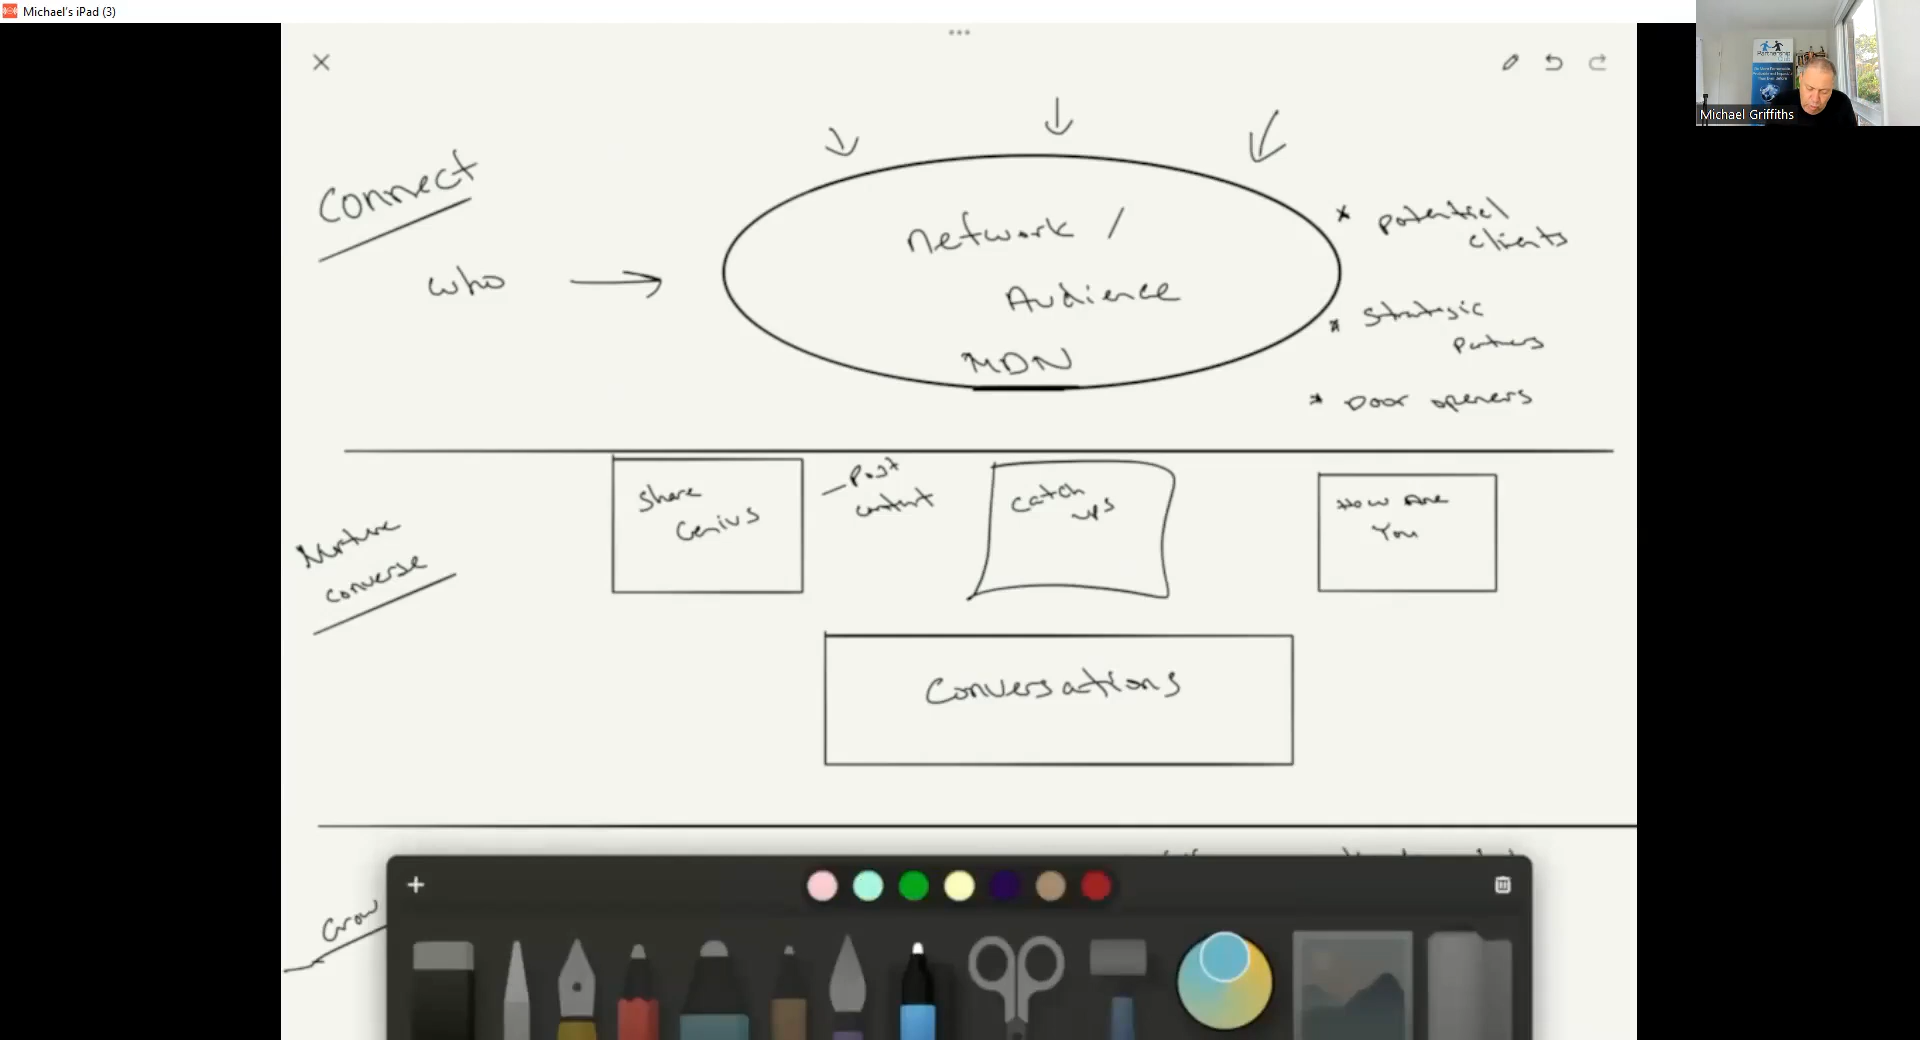 Michael's iPad (3)
Michael Griffiths
Connect
who
Network /
Audience
MDN
* potential
clients
* Strategic
Partners
* Door openers
Nurture
converse
Share
Genius
- Post
content
Catch
ups
How Are
You
Conversations
Grow